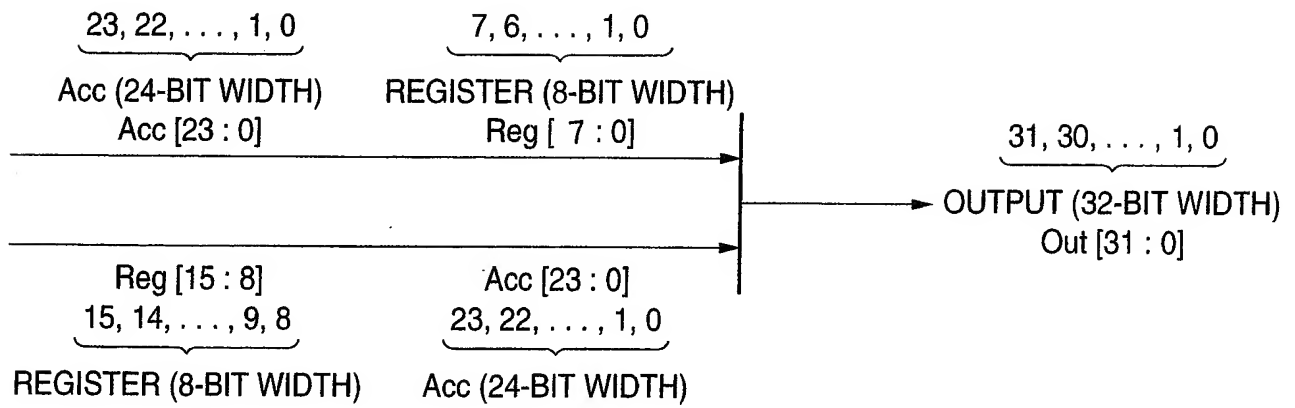 23, 22, . . . , 1, 0
7, 6, . . . , 1, 0
Acc (24-BIT WIDTH)
REGISTER (8-BIT WIDTH)
Acc [23 : 0]
Reg [ 7 : 0]
31, 30, . . . , 1, 0
OUTPUT (32-BIT WIDTH)
Out [31 : 0]
Reg [15 : 8]
Acc [23 : 0]
15, 14, . . . , 9, 8
23, 22, . . . , 1, 0
REGISTER (8-BIT WIDTH)
Acc (24-BIT WIDTH)